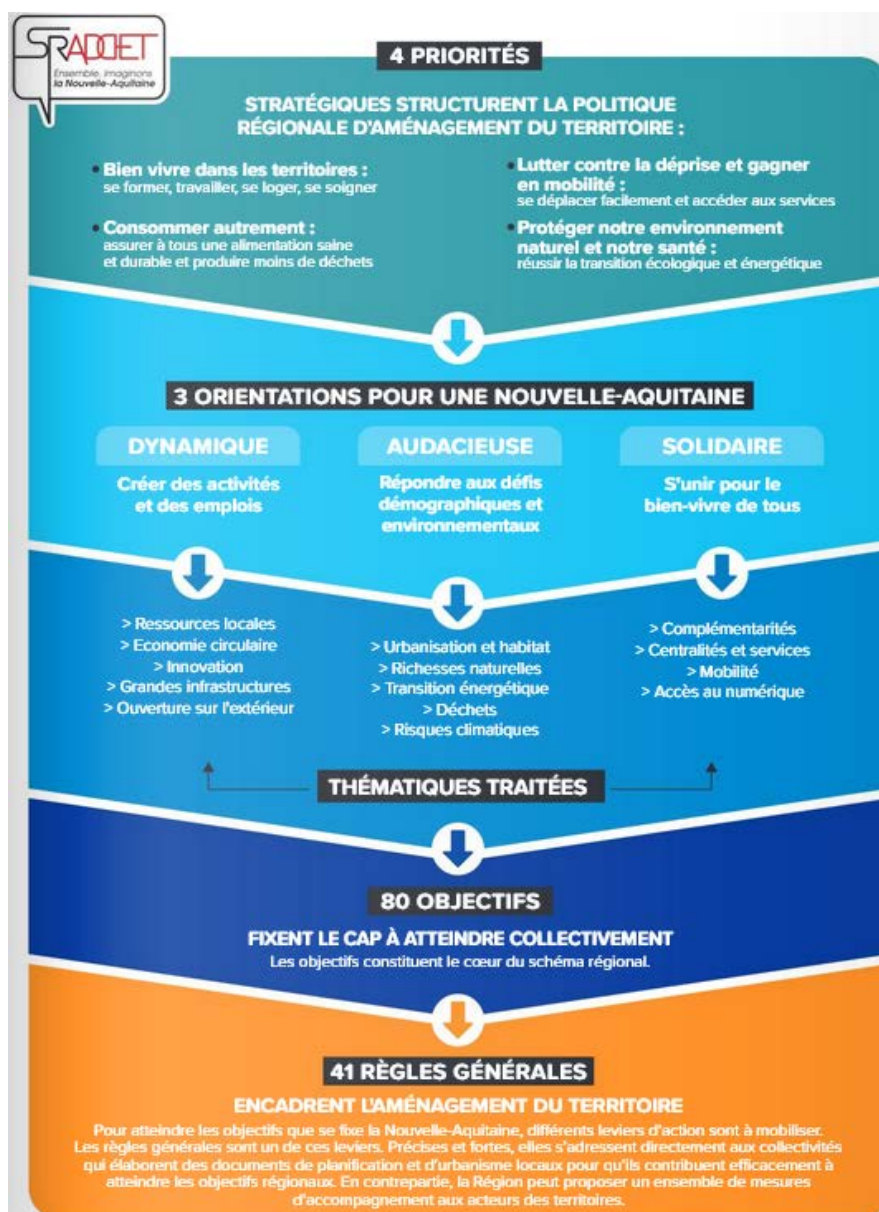 SRADDET
Ensemble, imaginons
la Nouvelle-Aquitaine
4 PRIORITÉS
STRATÉGIQUES STRUCTURENT LA POLITIQUE
RÉGIONALE D'AMÉNAGEMENT DU TERRITOIRE :
• Bien vivre dans les territoires :
se former, travailler, se loger, se soigner
• Consommer autrement :
assurer à tous une alimentation saine
et durable et produire moins de déchets
• Lutter contre la déprise et gagner
en mobilité :
se déplacer facilement et accéder aux services
• Protéger notre environnement
naturel et notre santé :
réussir la transition écologique et énergétique
3 ORIENTATIONS POUR UNE NOUVELLE-AQUITAINE
DYNAMIQUE
Créer des activités
et des emplois
AUDACIEUSE
Répondre aux défis
démographiques et
environnementaux
SOLIDAIRE
S'unir pour le
bien-vivre de tous
> Ressources locales
> Economie circulaire
> Innovation
> Grandes infrastructures
> Ouverture sur l'extérieur
> Urbanisation et habitat
> Richesses naturelles
> Transition énergétique
> Déchets
> Risques climatiques
> Complémentarités
> Centralités et services
> Mobilité
> Accès au numérique
THÉMATIQUES TRAITÉES
80 OBJECTIFS
FIXENT LE CAP À ATTEINDRE COLLECTIVEMENT
Les objectifs constituent le cœur du schéma régional.
41 RÈGLES GÉNÉRALES
ENCADRENT L'AMÉNAGEMENT DU TERRITOIRE
Pour atteindre les objectifs que se fixe la Nouvelle-Aquitaine, différents leviers d'action sont à mobiliser.
Les règles générales sont un de ces leviers. Précises et fortes, elles s'adressent directement aux collectivités
qui élaborent des documents de planification et d'urbanisme locaux pour qu'ils contribuent efficacement à
atteindre les objectifs régionaux. En contrepartie, la Région peut proposer un ensemble de mesures
d'accompagnement aux acteurs des territoires.